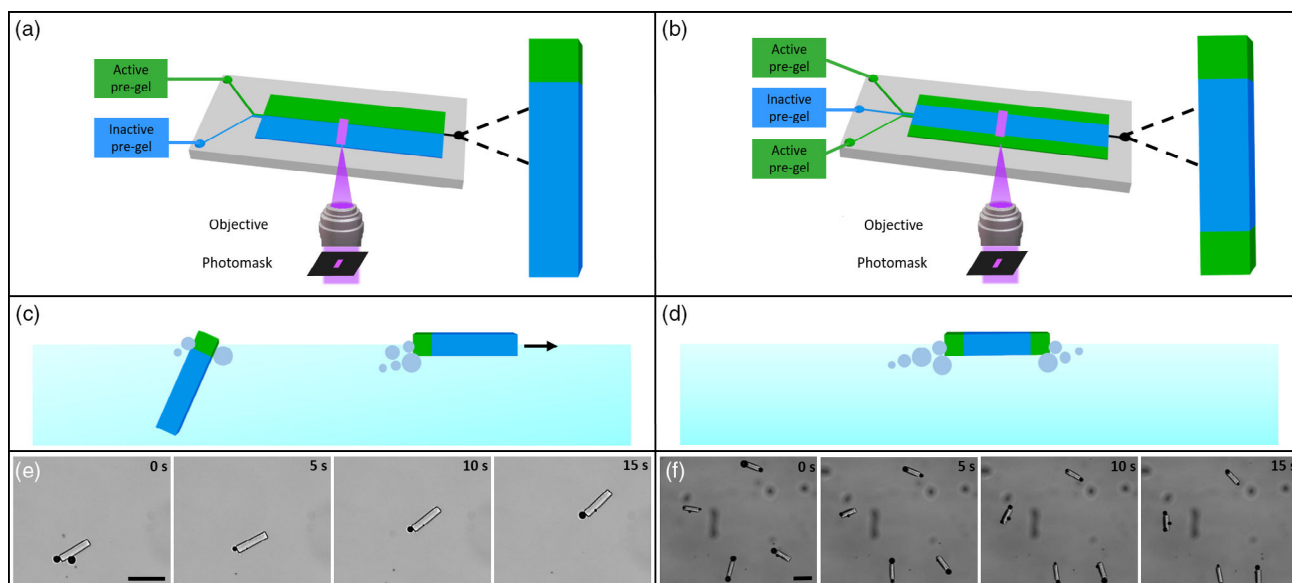 (a)
Active
pre-gel
Inactive
pre-gel
Objective
Photomask
(b)
Active
pre-gel
Inactive
pre-gel
Active
pre-gel
Objective
Photomask
(c)
(d)
(e)
0 s
5 s
10 s
15 s
(f)
0 s
5 s
10 s
15 s